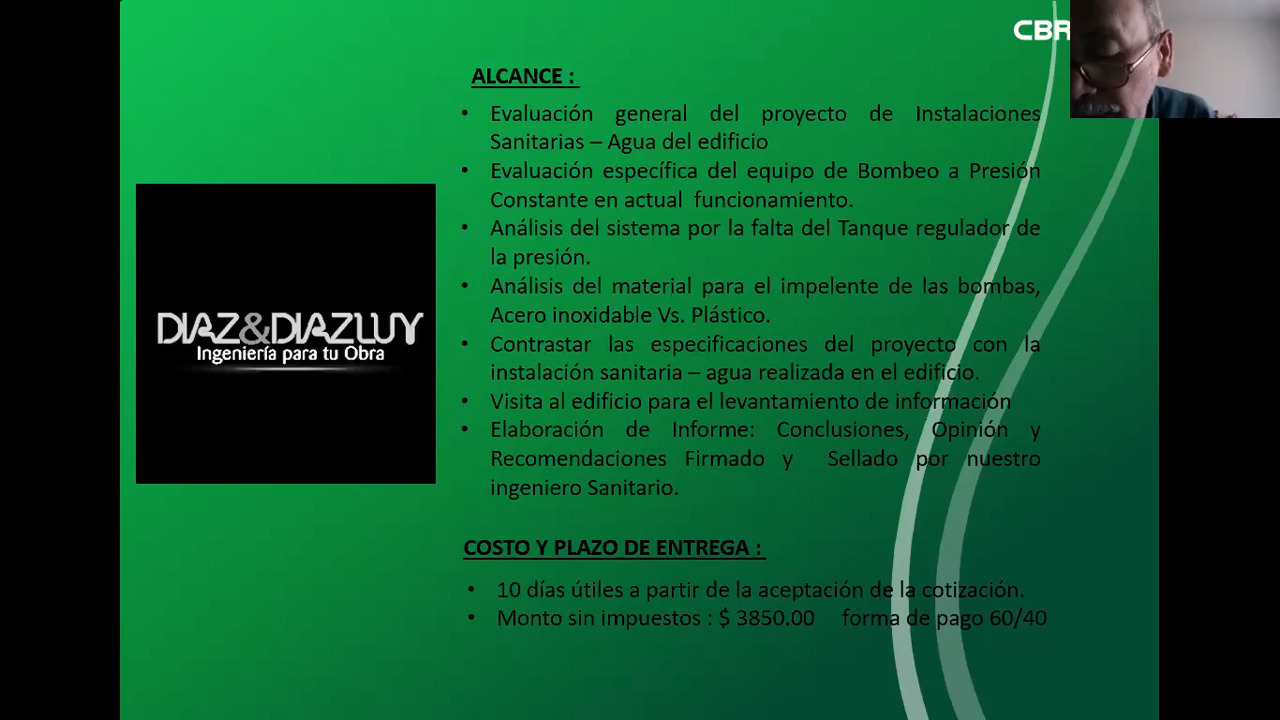 CBR
ALCANCE :
• Evaluación general del proyecto de Instalaciones
Sanitarias – Agua del edificio
• Evaluación específica del equipo de Bombeo a Presión
Constante en actual funcionamiento.
• Análisis del sistema por la falta del Tanque regulador de
la presión.
• Análisis del material para el impelente de las bombas,
Acero inoxidable Vs. Plástico.
• Contrastar las especificaciones del proyecto con la
instalación sanitaria – agua realizada en el edificio.
• Visita al edificio para el levantamiento de información
• Elaboración de Informe: Conclusiones, Opinión y
Recomendaciones Firmado y Sellado por nuestro
ingeniero Sanitario.
DIAZ&DIAZLUY
Ingeniería para tu Obra
COSTO Y PLAZO DE ENTREGA :
• 10 días útiles a partir de la aceptación de la cotización.
• Monto sin impuestos : $ 3850.00 forma de pago 60/40